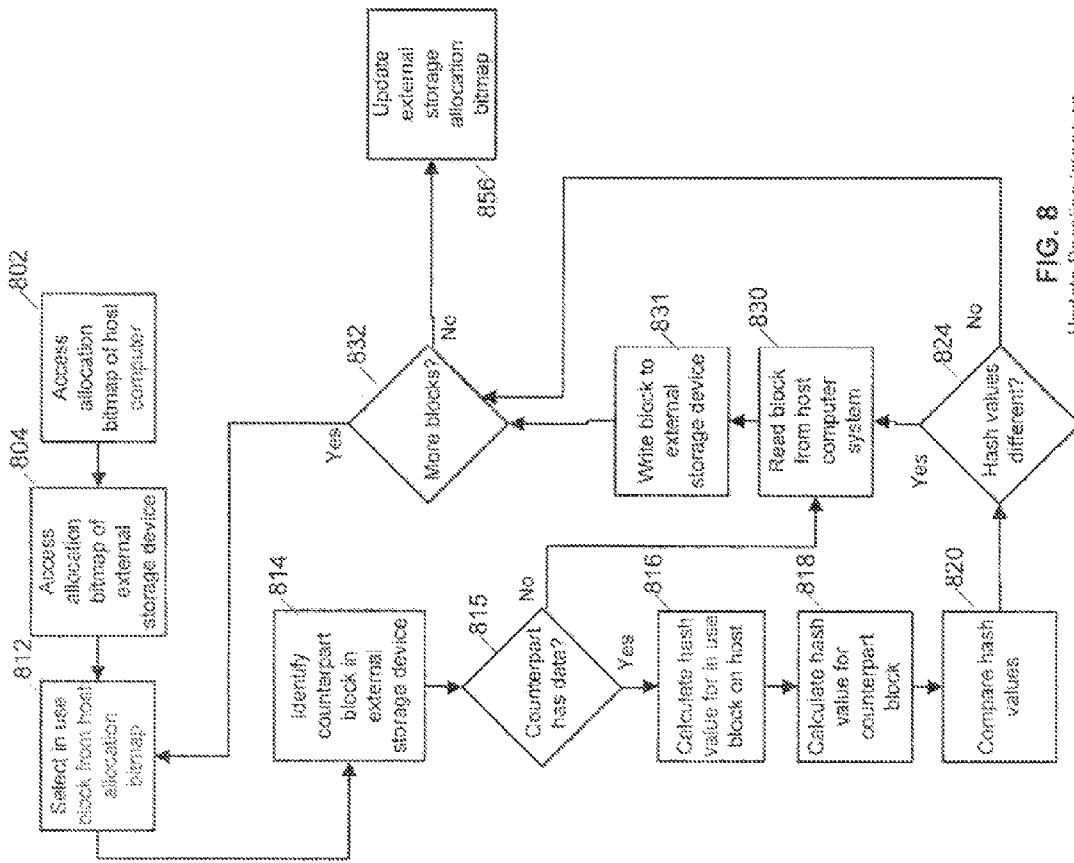 802
Access
allocation
bitmap of host
computer
804
Access
allocation
bitmap of
external
storage device
812
Select in use
block from host
allocation
bitmap
814
Identify
counterpart
block in
external
storage device
815
Counterpart
has data?
No
Yes
816
Calculate hash
value for in use
block on host
818
Calculate hash
value for
counterpart
block
820
Compare hash
values
824
Hash values
different?
Yes
No
830
Read block
from host
computer
system
831
Write block to
external
storage device
832
More blocks?
Yes
No
856
Update
external
storage
allocation
bitmap
FIG. 8